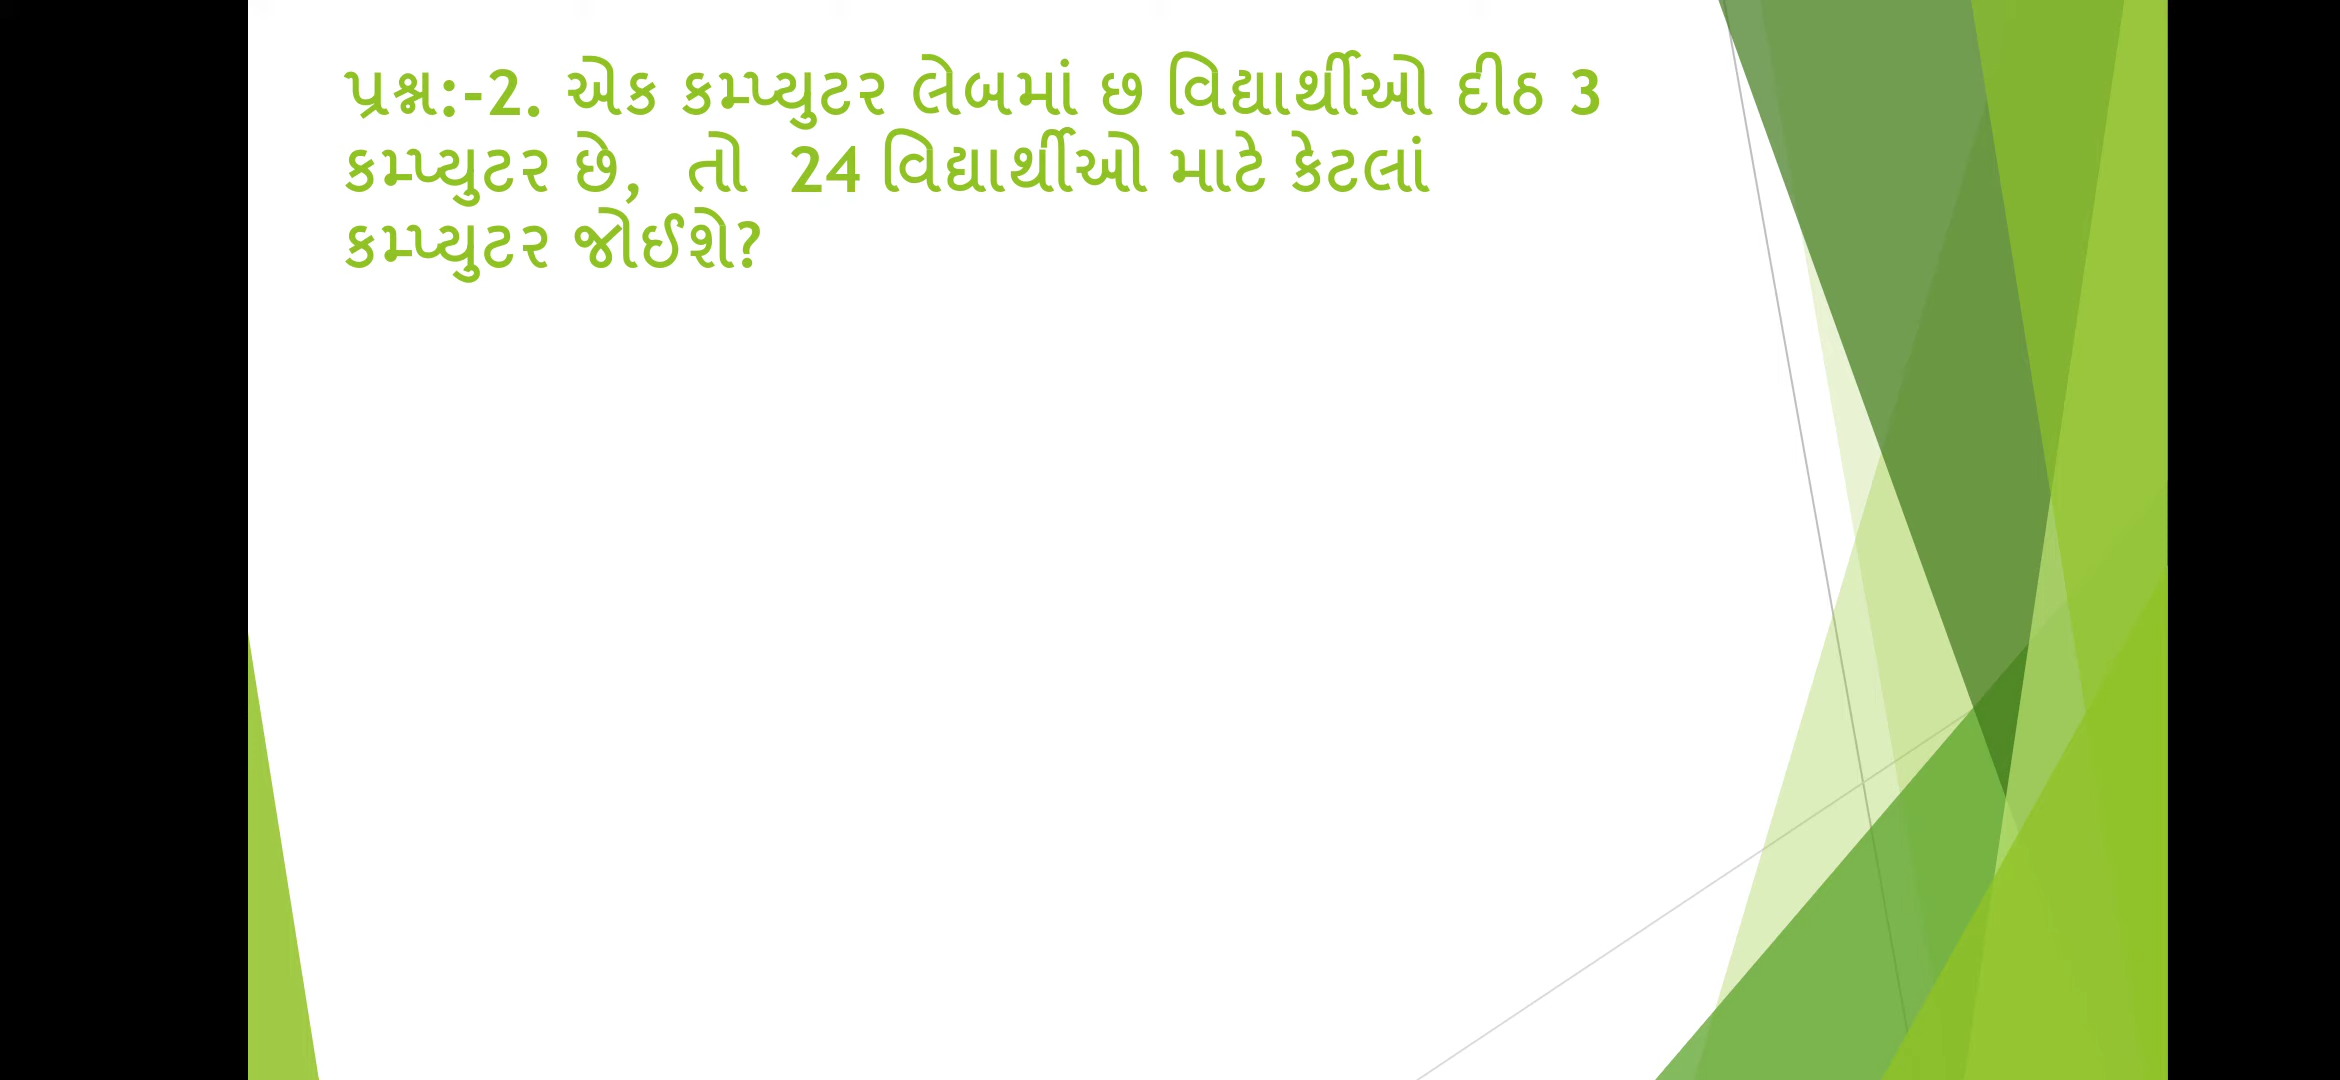 પ્રશ્ન:-2. એક કમ્પ્યુટર લેબમાં છ વિદ્યાર્થીઓ દીઠ 3
કમ્પ્યુટર છે,  તો  24 વિદ્યાર્થીઓ માટે કેટલાં
કમ્પ્યુટર જોઈશે?